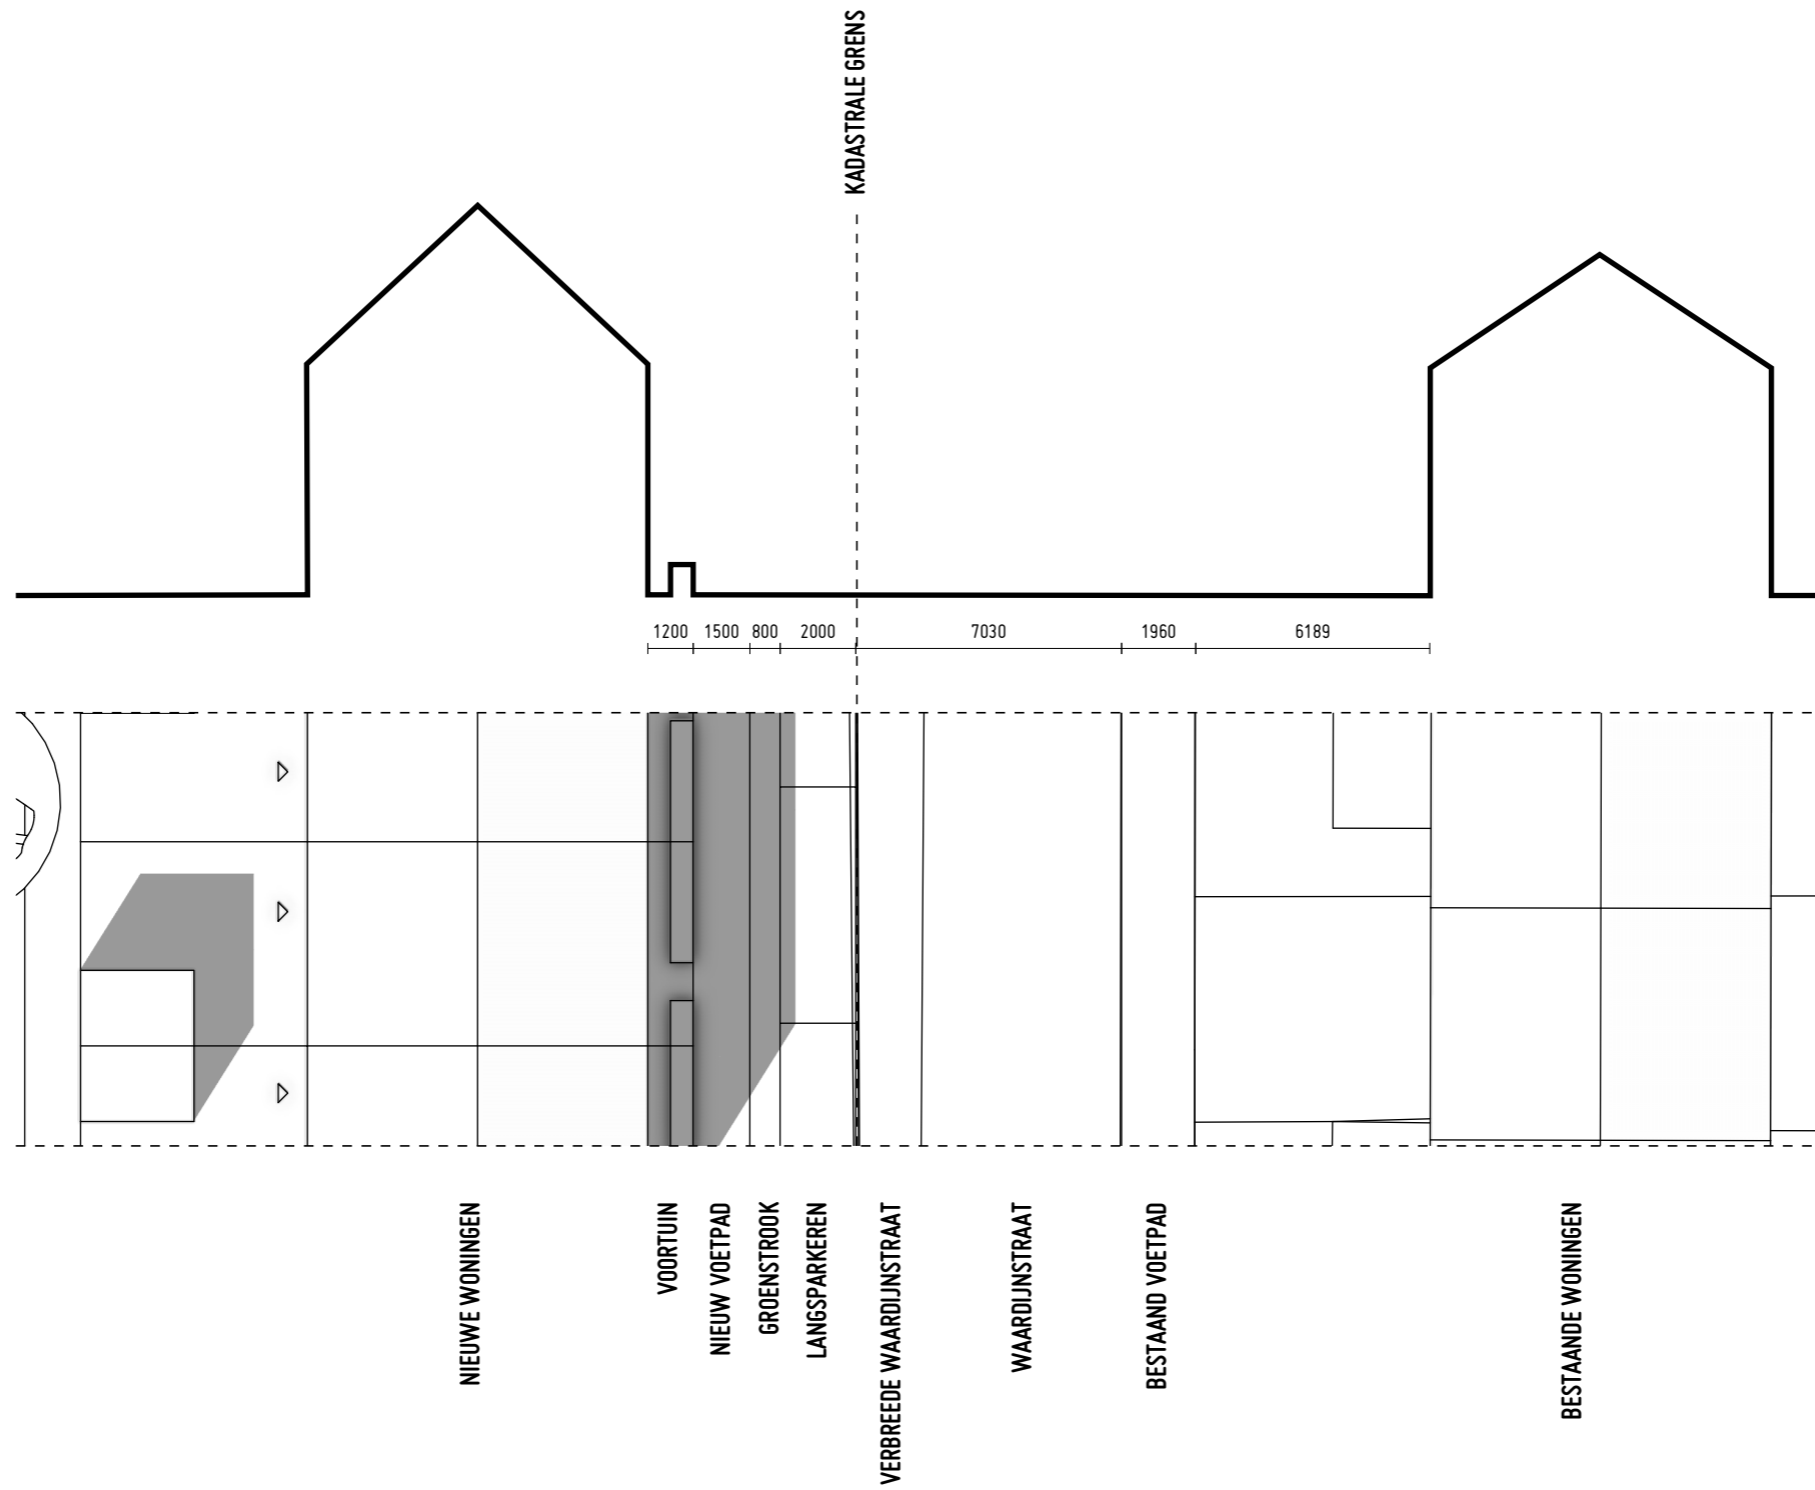 KADASTRALE GRENS
1200 1500 800 2000 7030 1960 6189
NIEUWE WONINGEN
VOORTUIN
NIEUW VOETPAD
GROENSTROOK
LANGSPARKEREN
VERBREEDE WAARDIJNSTRAAT
WAARDIJNSTRAAT
BESTAAND VOETPAD
BESTAANDE WONINGEN